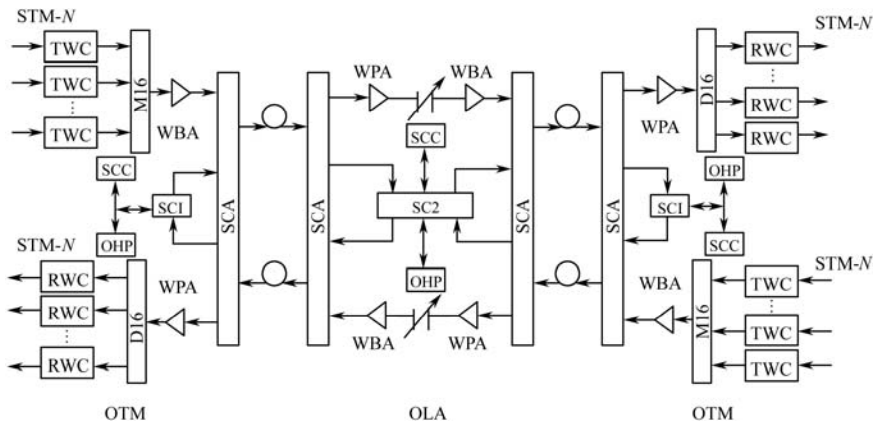 STM-N
STM-N
TWC
TWC
TWC
M16
WBA
WPA
WBA
WPA
D16
RWC
RWC
RWC
SCC
SCI
OHP
SCA
SCA
SCC
SC2
OHP
SCA
SCA
OHP
SCI
SCC
STM-N
STM-N
RWC
RWC
RWC
D16
WPA
WBA
WPA
WBA
M16
TWC
TWC
TWC
OTM
OLA
OTM